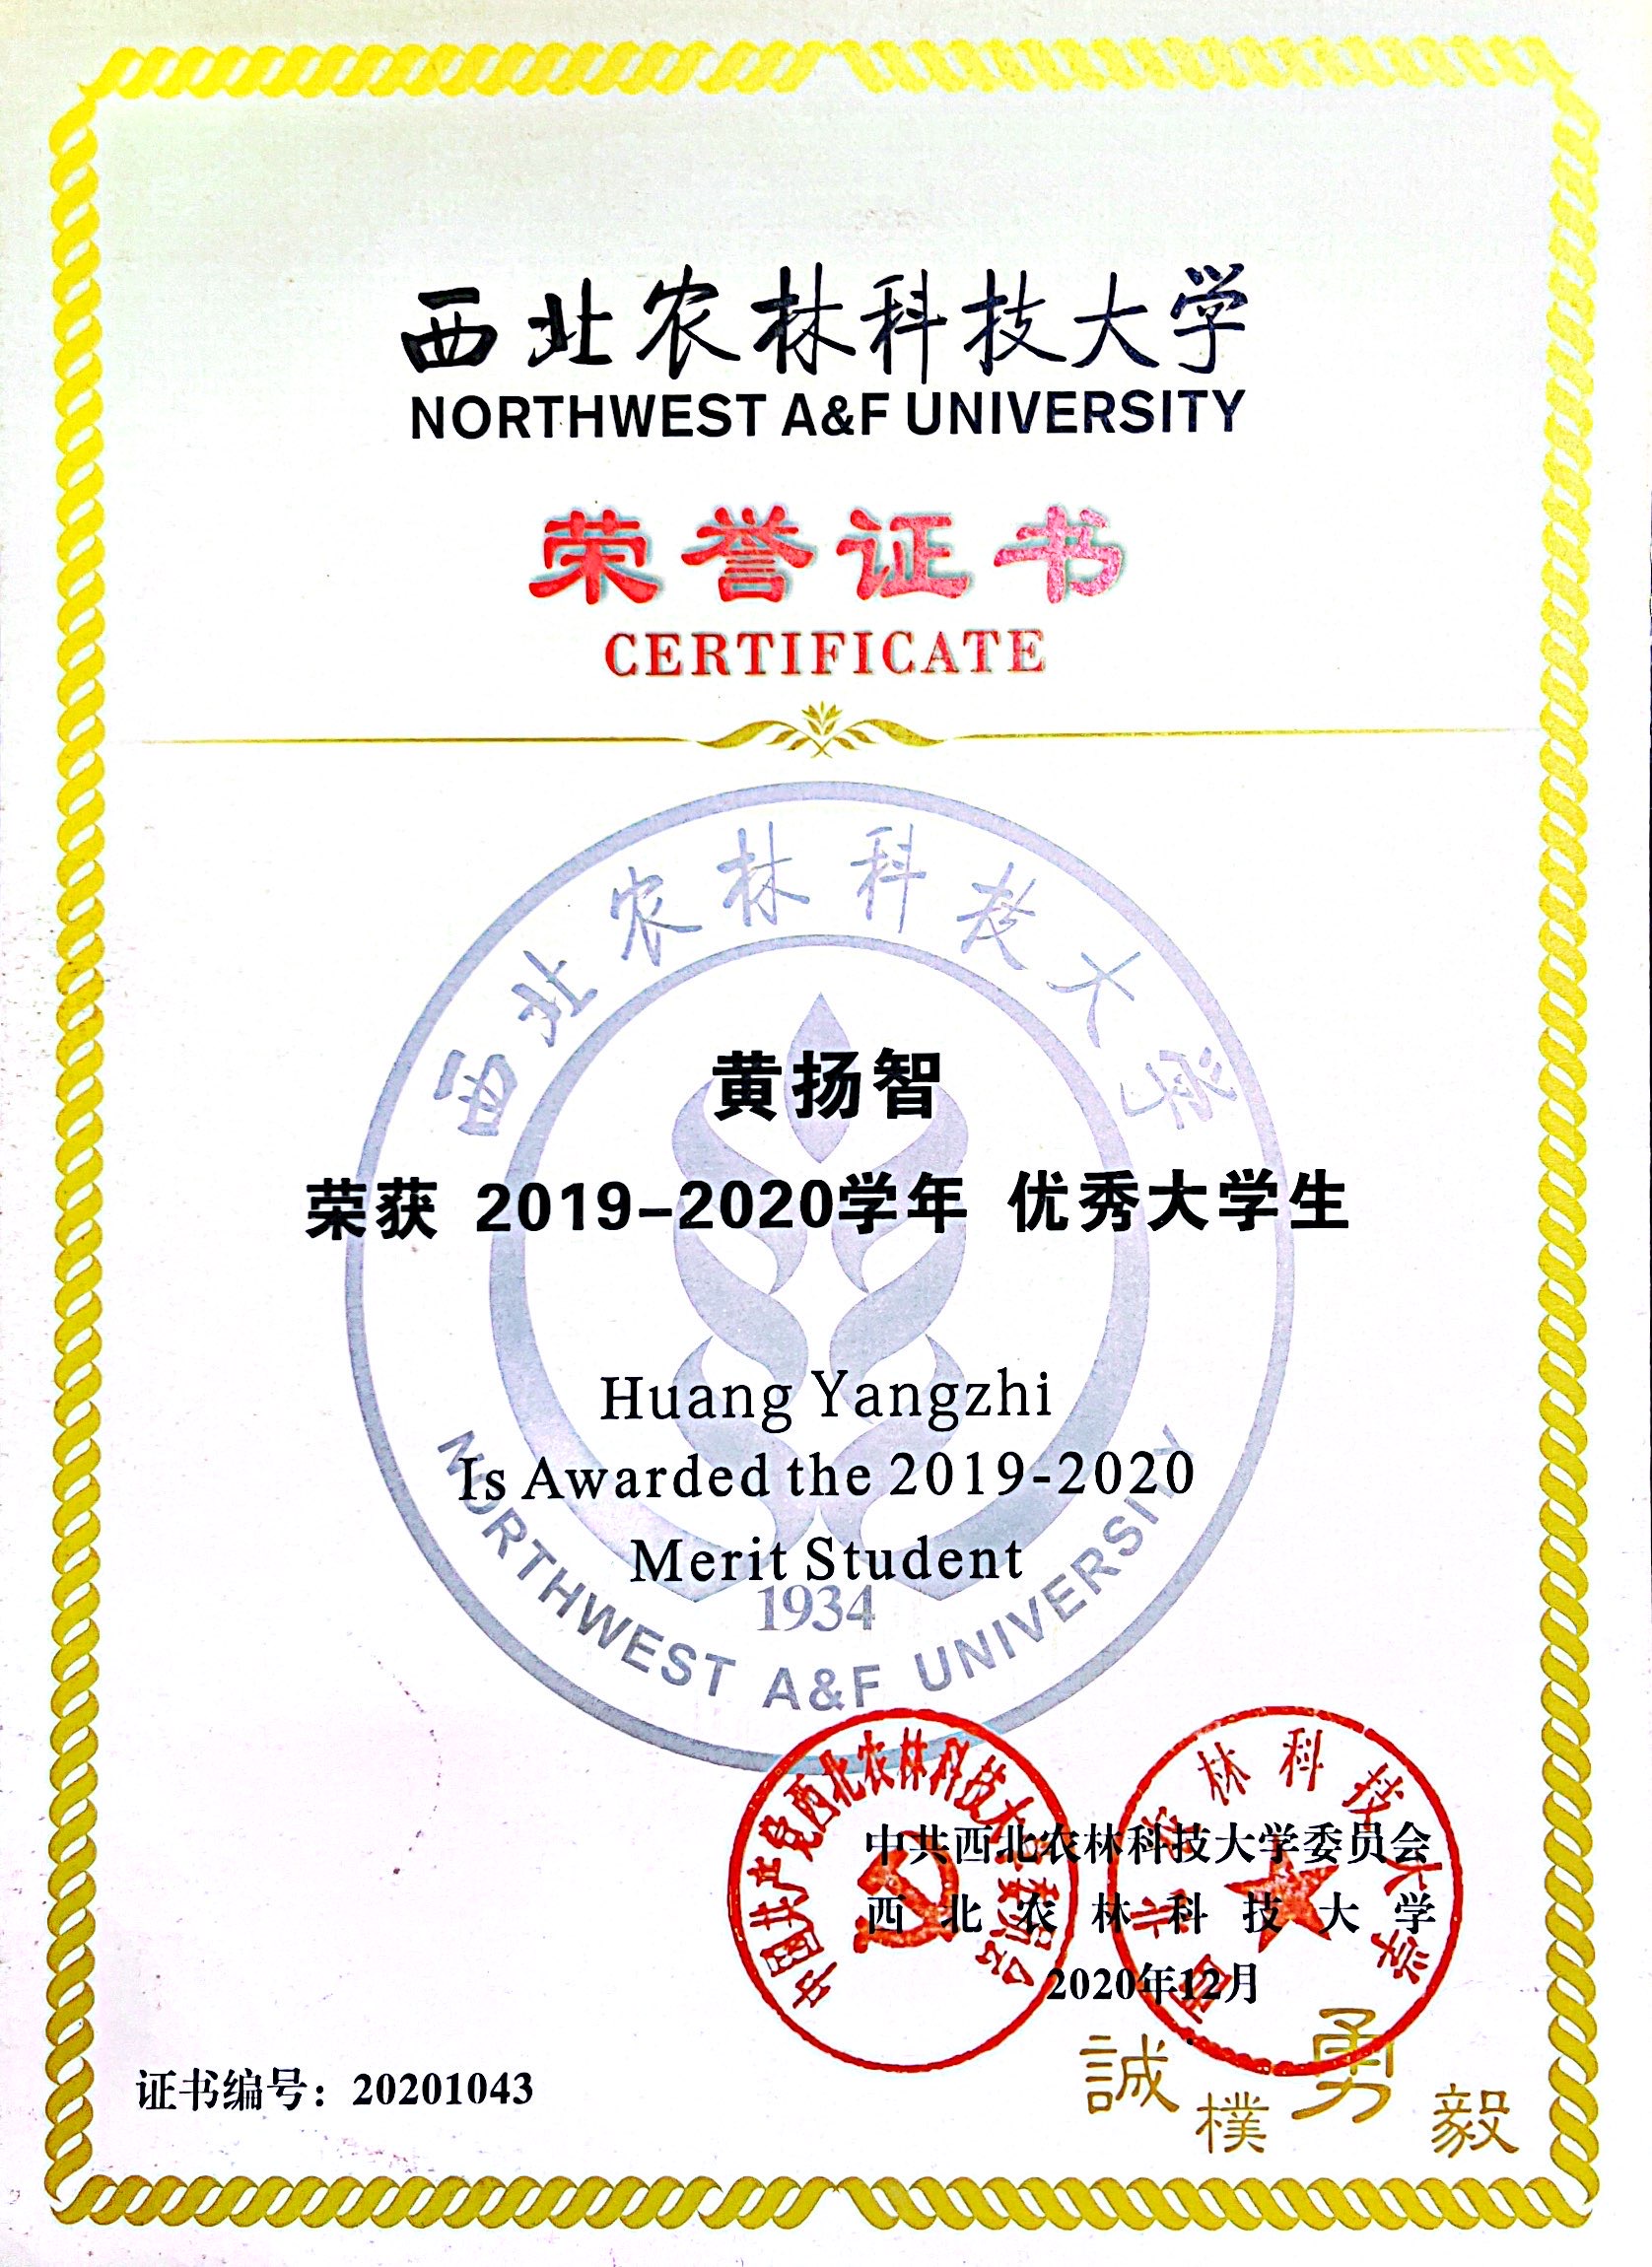 西北农林科技大学
NORTHWEST A&F UNIVERSITY
荣誉证书
CERTIFICATE
西北农林科技大学
黄扬智
荣获 2019-2020学年 优秀大学生
Huang Yangzhi
Is Awarded the 2019-2020
Merit Student
1934
NORTHWEST A&F UNIVERSITY
中国共产党西北农林科技大学委员会
西北农林科技大学
中共西北农林科技大学委员会
西北农林科技大学
2020年12月
誠樸勇毅
证书编号：20201043